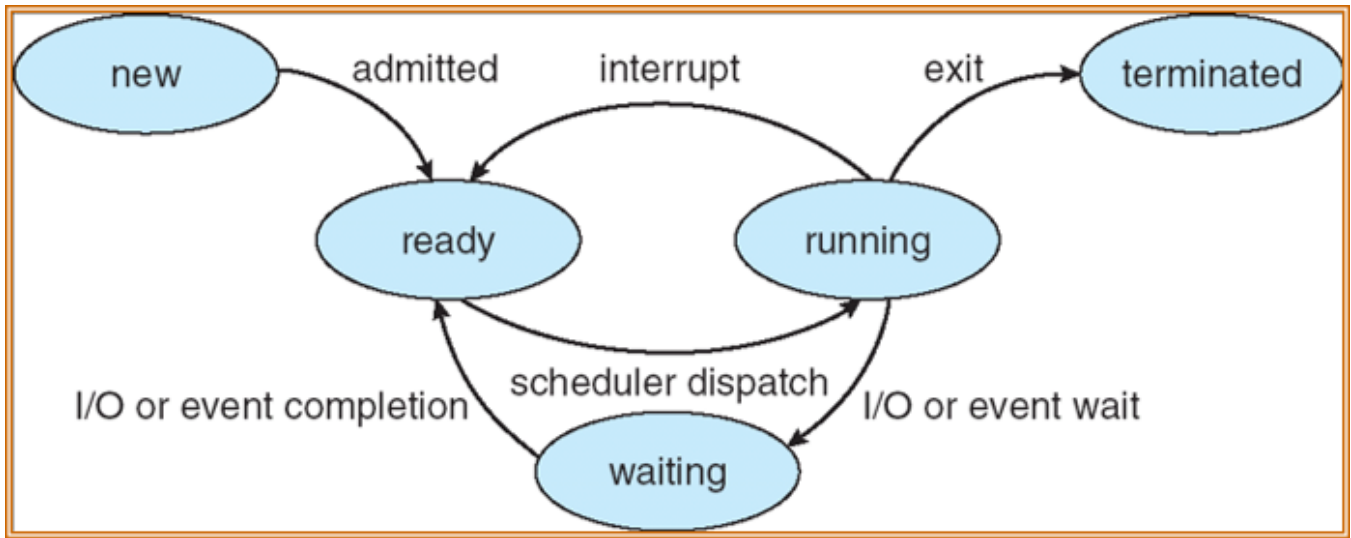 new
admitted
interrupt
exit
terminated
ready
running
scheduler dispatch
I/O or event completion
I/O or event wait
waiting